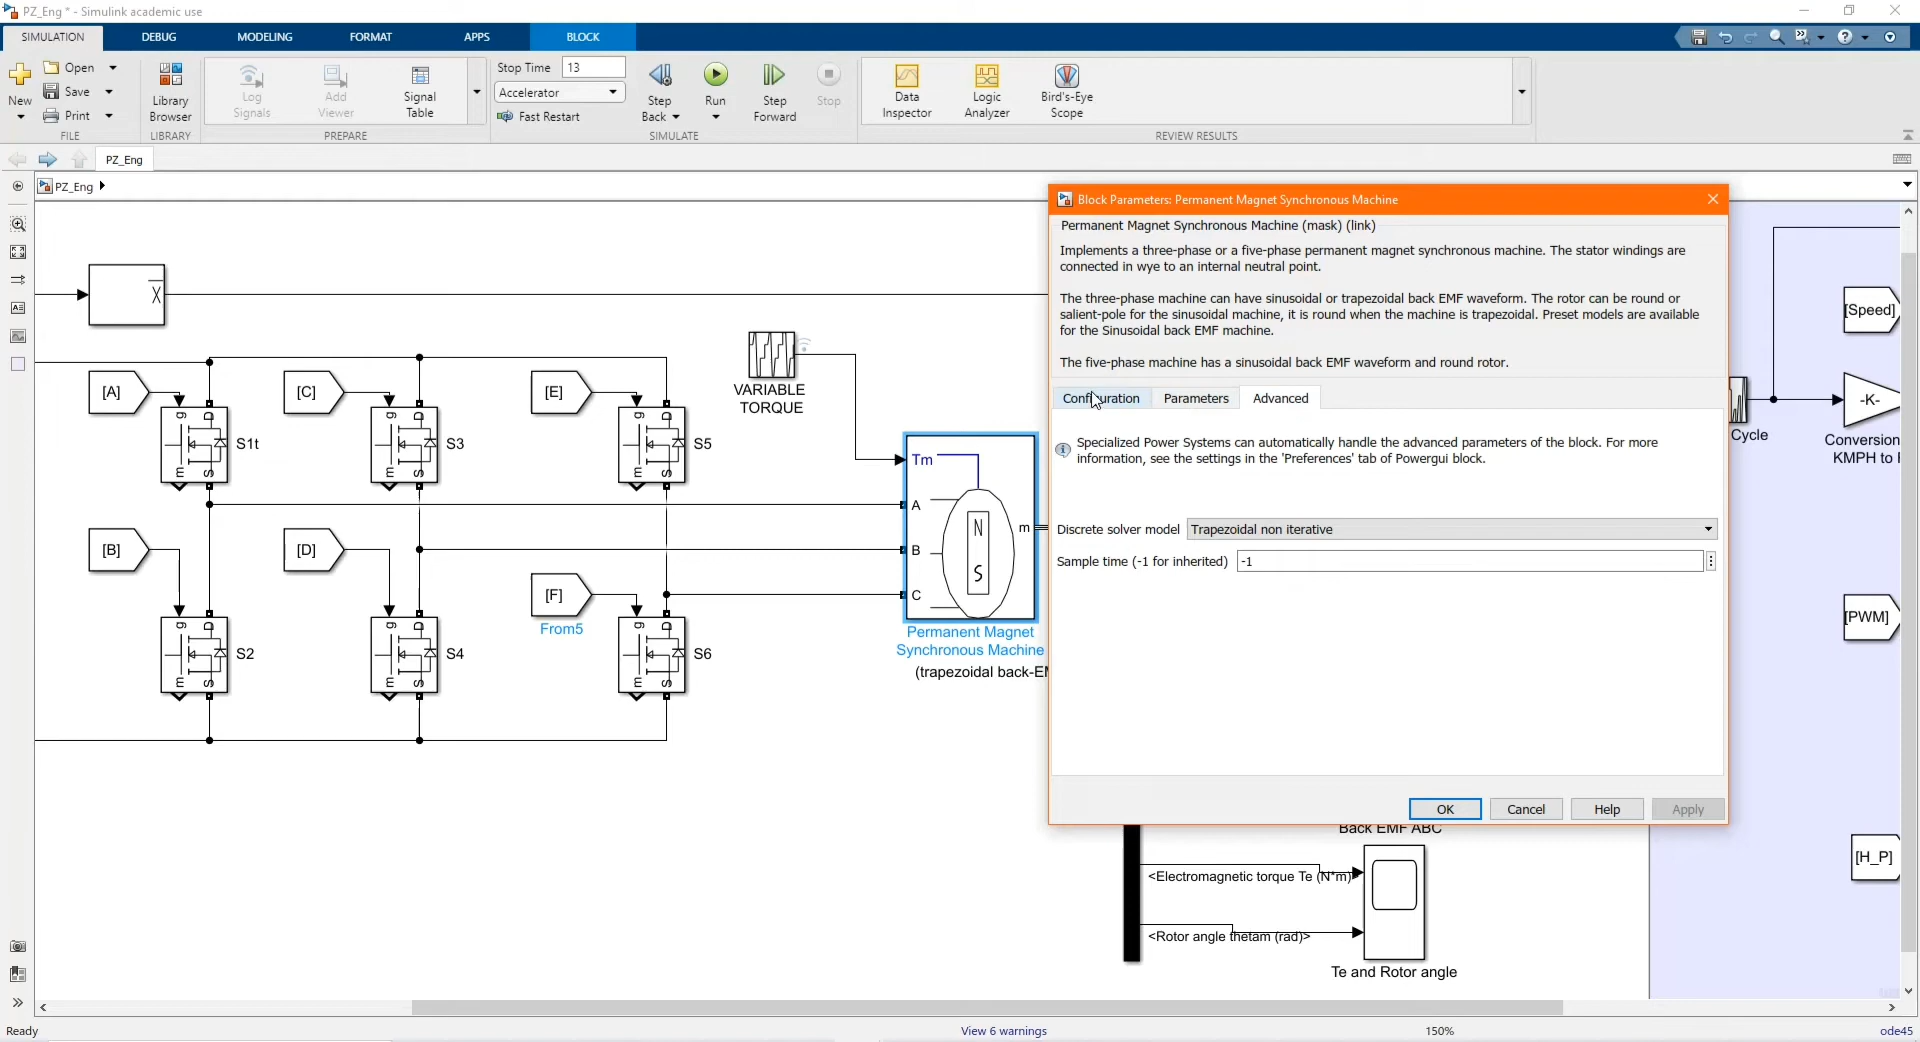 PZ_Eng * - Simulink academic use
SIMULATION
DEBUG
MODELING
FORMAT
APPS
BLOCK
New
Open
Save
Print
FILE
Library
Browser
LIBRARY
Log
Signals
Add
Viewer
Signal
Table
PREPARE
Stop Time 13
Accelerator
Fast Restart
Step
Back
Run
Step
Forward
Stop
SIMULATE
Data
Inspector
Logic
Analyzer
Bird's-Eye
Scope
REVIEW RESULTS
PZ_Eng
PZ_Eng
Block Parameters: Permanent Magnet Synchronous Machine
Permanent Magnet Synchronous Machine (mask) (link)
Implements a three-phase or a five-phase permanent magnet synchronous machine. The stator windings are
connected in wye to an internal neutral point.
The three-phase machine can have sinusoidal or trapezoidal back EMF waveform. The rotor can be round or
salient-pole for the sinusoidal machine, it is round when the machine is trapezoidal. Preset models are available
for the Sinusoidal back EMF machine.
The five-phase machine has a sinusoidal back EMF waveform and round rotor.
Configuration
Parameters
Advanced
Specialized Power Systems can automatically handle the advanced parameters of the block. For more
information, see the settings in the 'Preferences' tab of Powergui block.
Discrete solver model Trapezoidal non iterative
Sample time (-1 for inherited) -1
OK
Cancel
Help
Apply
X
[A]
g D
m S
S1t
[C]
g D
m S
S3
[E]
g D
m S
S5
VARIABLE
TORQUE
[B]
g D
m S
S2
[D]
g D
m S
S4
[F]
From5
g D
m S
S6
Tm
A
B
C
N
S
m
Permanent Magnet
Synchronous Machine
(trapezoidal back-EM
[Speed]
-K-
Cycle
Conversion
KMPH to
[PWM]
[H_P]
Back EMF ABC
<Electromagnetic torque Te (N*m)>
<Rotor angle thetam (rad)>
Te and Rotor angle
Ready
View 6 warnings
150%
ode45